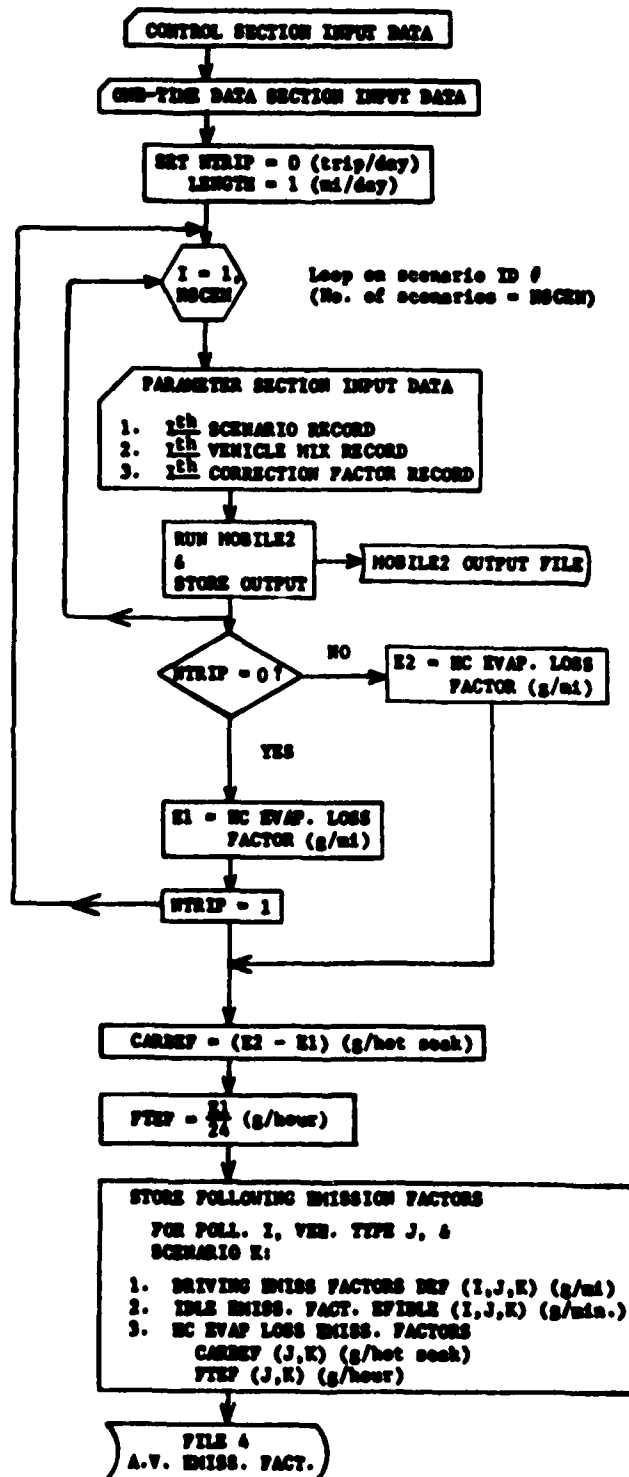 CONTROL SECTION INPUT DATA
ONE-TIME DATA SECTION INPUT DATA
SET NTRIP = 0 (trip/day)
LENGTH = 1 (mi/day)
I = 1,
NSCEN
Loop on scenario ID #
(No. of scenarios = NSCEN)
PARAMETER SECTION INPUT DATA
1. Ith SCENARIO RECORD
2. Ith VEHICLE MIX RECORD
3. Ith CORRECTION FACTOR RECORD
RUN MOBILE2
&
STORE OUTPUT
MOBILE2 OUTPUT FILE
NTRIP = 0?
NO
E2 = HC EVAP. LOSS
FACTOR (g/mi)
YES
E1 = HC EVAP. LOSS
FACTOR (g/mi)
NTRIP = 1
CARBEF = (E2 - E1) (g/hot soak)
FTEF = E1/24 (g/hour)
STORE FOLLOWING EMISSION FACTORS
FOR POLL. I, VEH. TYPE J, &
SCENARIO K:
1. DRIVING EMISS FACTORS DEF (I,J,K) (g/mi)
2. IDLE EMISS. FACT. EFIDLE (I,J,K) (g/min.)
3. HC EVAP LOSS EMISS. FACTORS
CARBEF (J,K) (g/hot soak)
FTEF (J,K) (g/hour)
FILE 4
A.V. EMISS. FACT.